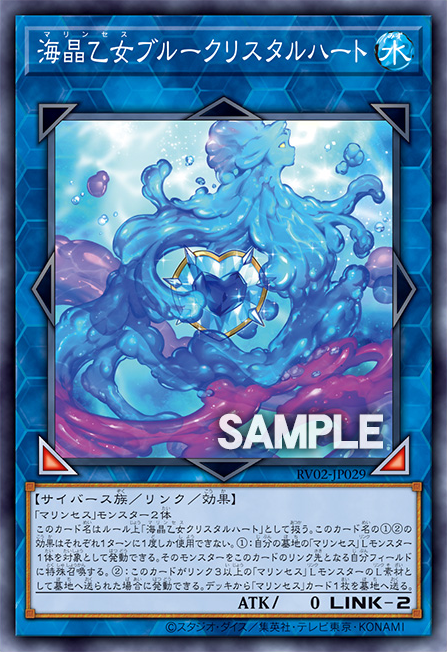 マリンセス
海晶乙女ブルークリスタルハート
水
SAMPLE
RV02-JP029
【サイバース族／リンク／効果】
「マリンセス」モンスター2体
このカード名はルール上「海晶乙女クリスタルハート」として扱う。このカード名の①②の
効果はそれぞれ1ターンに1度しか使用できない。①：自分の墓地の「マリンセス」Lモンスター
1体を対象として発動できる。そのモンスターをこのカードのリンク先となる自分フィールド
に特殊召喚する。②：このカードがリンク3以上の「マリンセス」LモンスターのL素材と
して墓地へ送られた場合に発動できる。デッキから「マリンセス」カード1枚を墓地へ送る。
ATK/ 0 LINK-2
©スタジオ・ダイス／集英社・テレビ東京・KONAMI